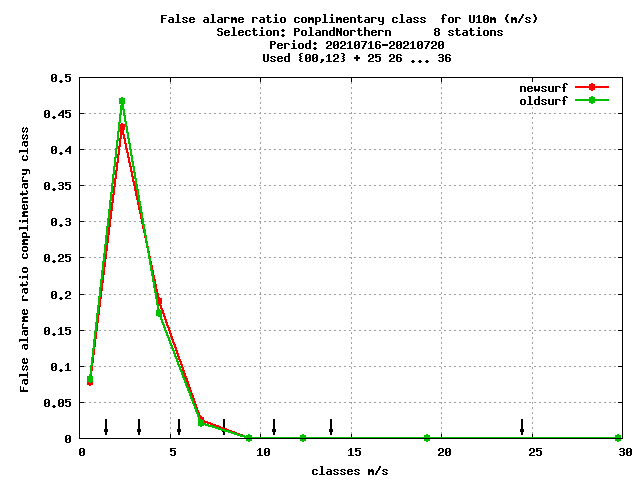 False alarme ratio complimentary class  for U10m (m/s)
Selection: PolandNorthern      8 stations
Period: 20210716-20210720
Used {00,12} + 25 26 ... 36
newsurf
oldsurf
False alarme ratio complimentary class
0.5
0.45
0.4
0.35
0.3
0.25
0.2
0.15
0.1
0.05
0
0 5 10 15 20 25 30
classes m/s